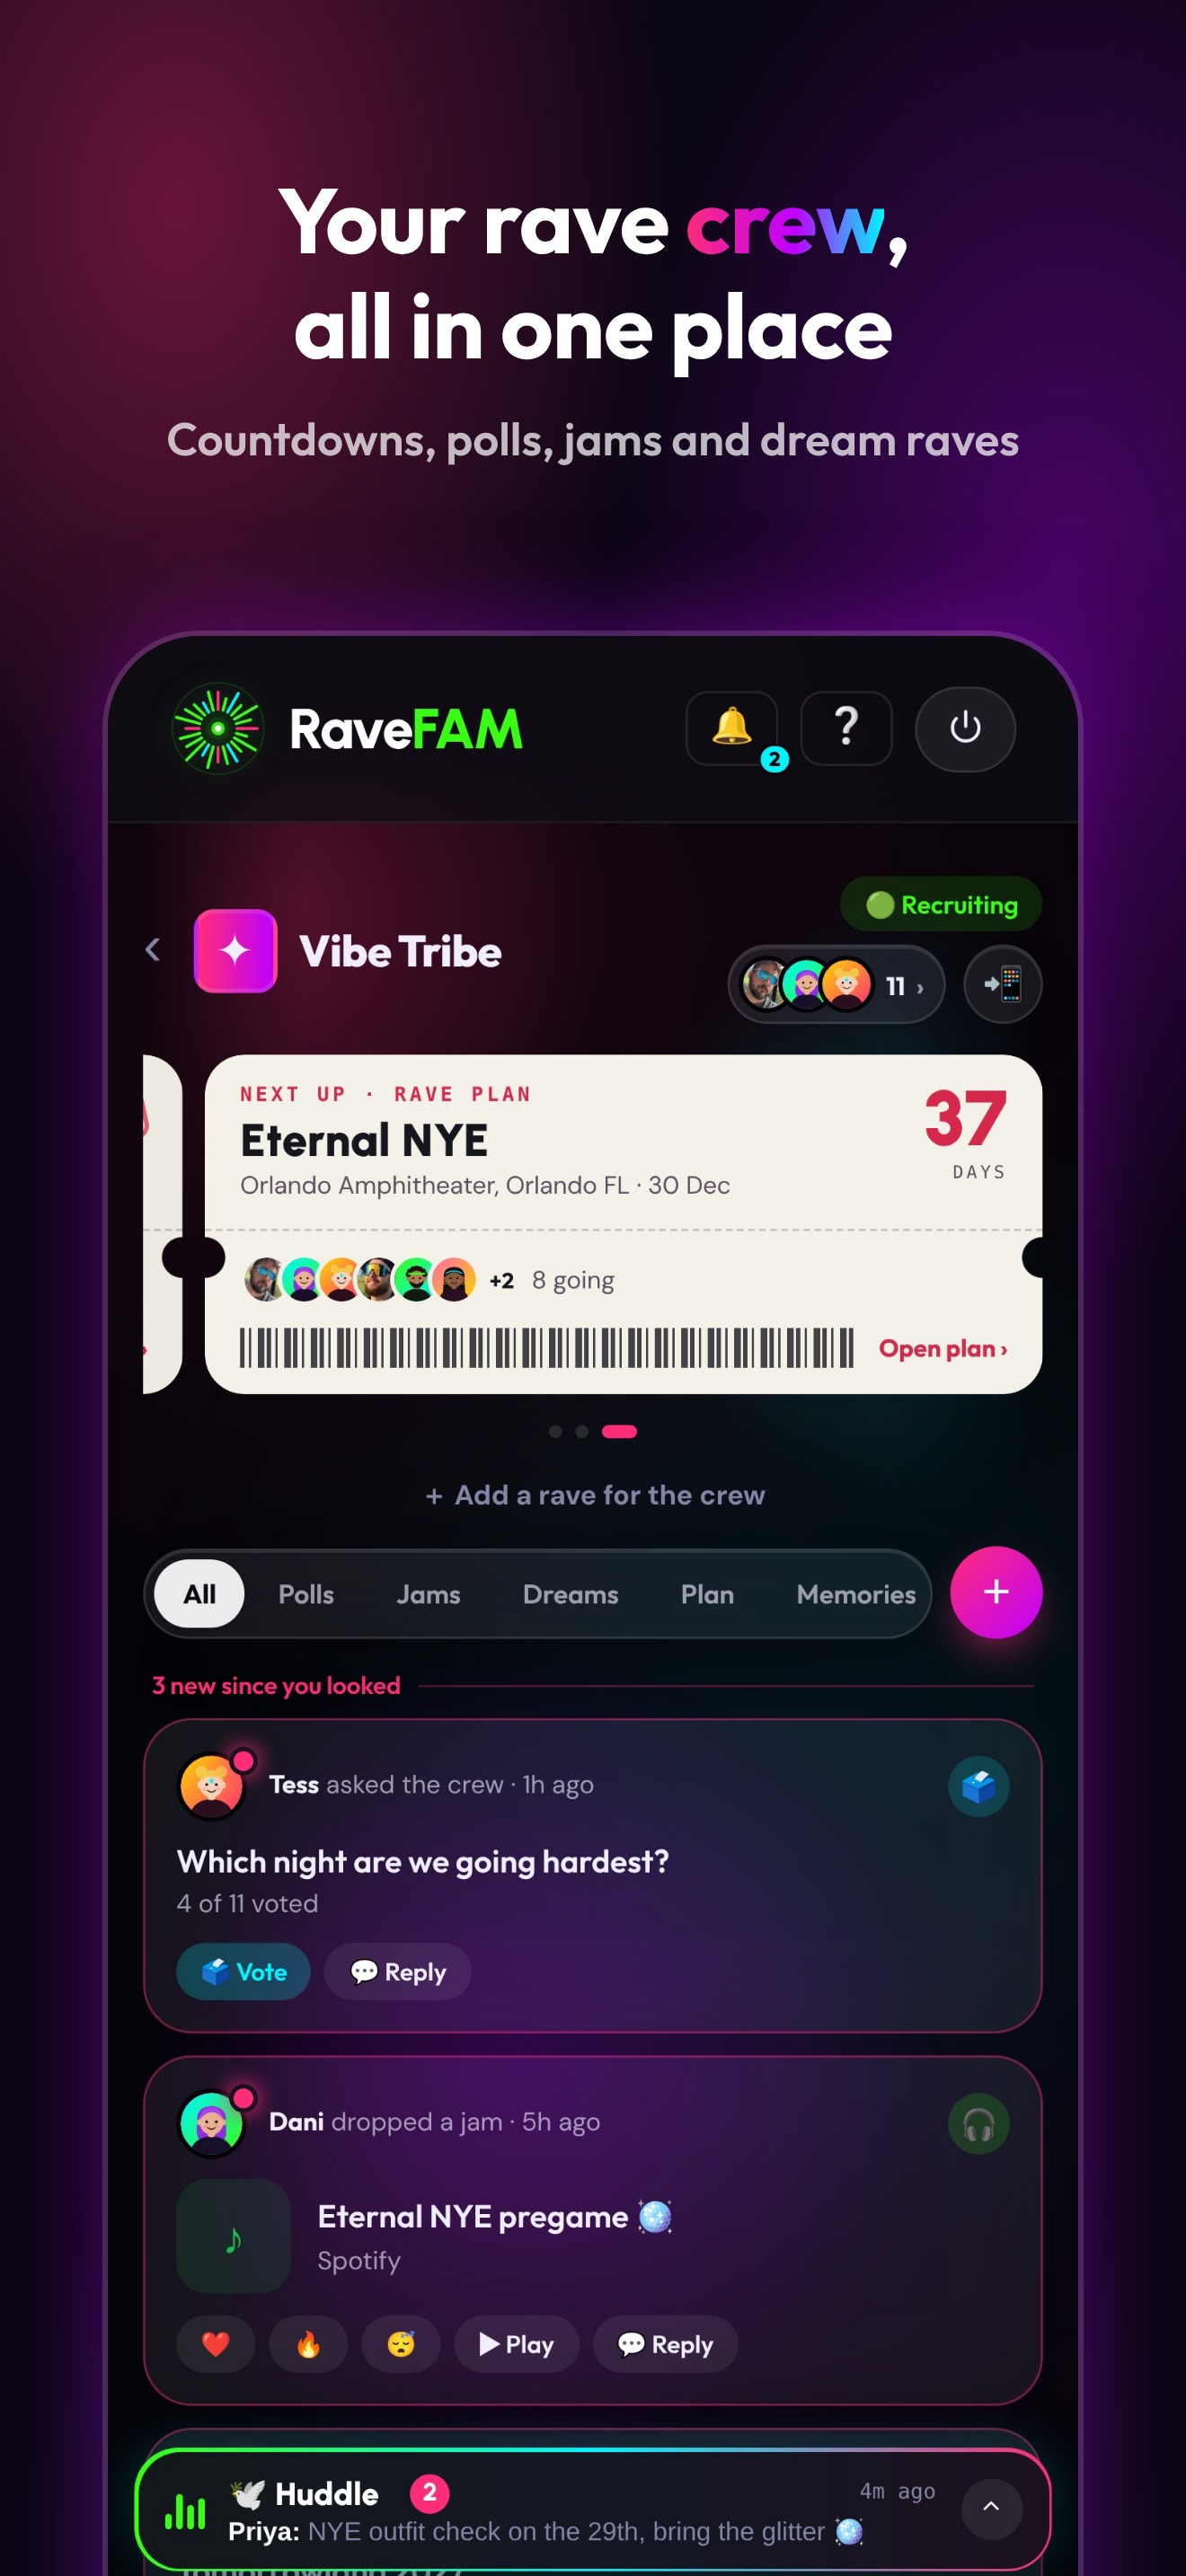 Your rave crew,
all in one place
Countdowns, polls, jams and dream raves
RaveFAM
🔔 2 ❔
🟢 Recruiting
‹ ✦ Vibe Tribe
11 ›
NEXT UP · RAVE PLAN
37
Eternal NYE
DAYS
Orlando Amphitheater, Orlando FL · 30 Dec
+2 8 going
Open plan ›
+ Add a rave for the crew
All Polls Jams Dreams Plan Memories +
3 new since you looked
Tess asked the crew · 1h ago
Which night are we going hardest?
4 of 11 voted
🗳️ Vote 💬 Reply
Dani dropped a jam · 5h ago
Eternal NYE pregame 🪩
Spotify
❤️ 🔥 😴 ▶ Play 💬 Reply
🕊️ Huddle 2 4m ago
Priya: NYE outfit check on the 29th, bring the glitter 🪩